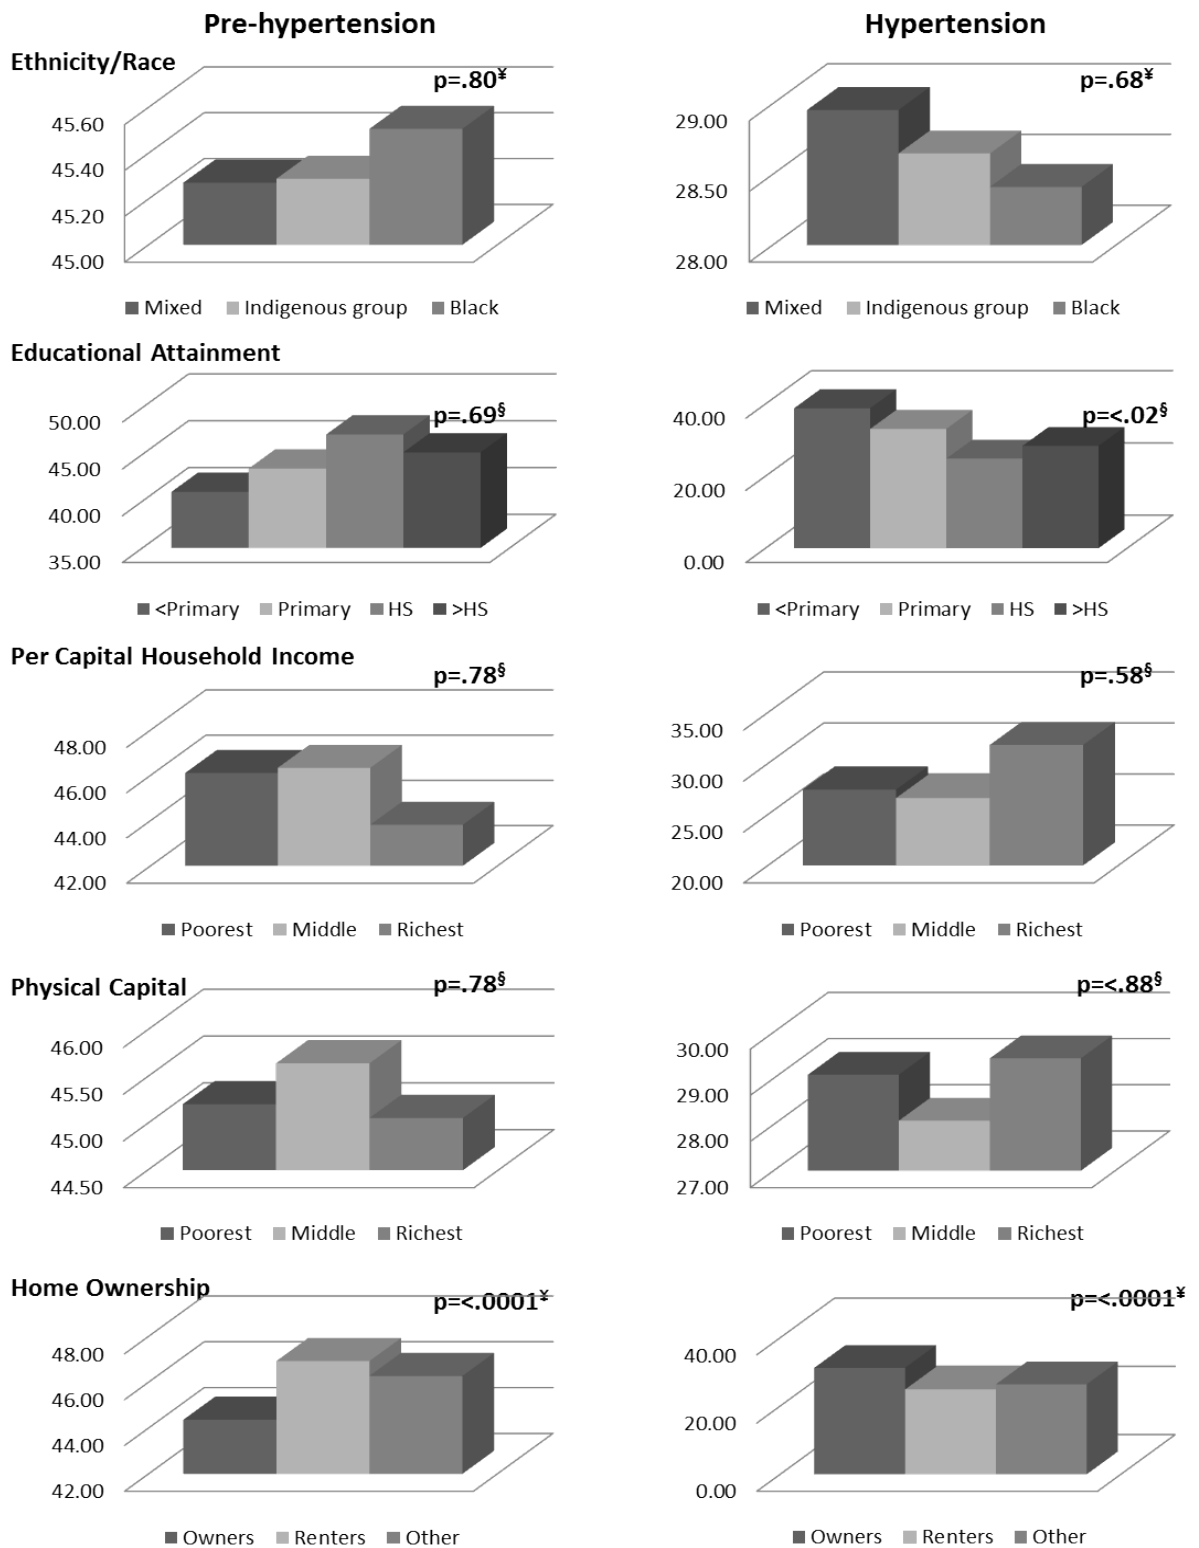 Pre-hypertension Hypertension
Ethnicity/Race
p=.80¥ p=.68¥
45.60 29.00
45.40
45.20 28.50
45.00 28.00
Mixed Indigenous group Black Mixed Indigenous group Black
Educational Attainment
p=.69§ p=<.02§
50.00 40.00
45.00 20.00
40.00
35.00 0.00
<Primary Primary HS >HS <Primary Primary HS >HS
Per Capital Household Income
p=.78§ p=.58§
48.00 35.00
46.00 30.00
44.00 25.00
42.00 20.00
Poorest Middle Richest Poorest Middle Richest
Physical Capital
p=.78§ p=<.88§
46.00 30.00
45.50 29.00
45.00 28.00
44.50 27.00
Poorest Middle Richest Poorest Middle Richest
Home Ownership
p=<.0001¥ p=<.0001¥
48.00 40.00
46.00 20.00
44.00
42.00 0.00
Owners Renters Other Owners Renters Other